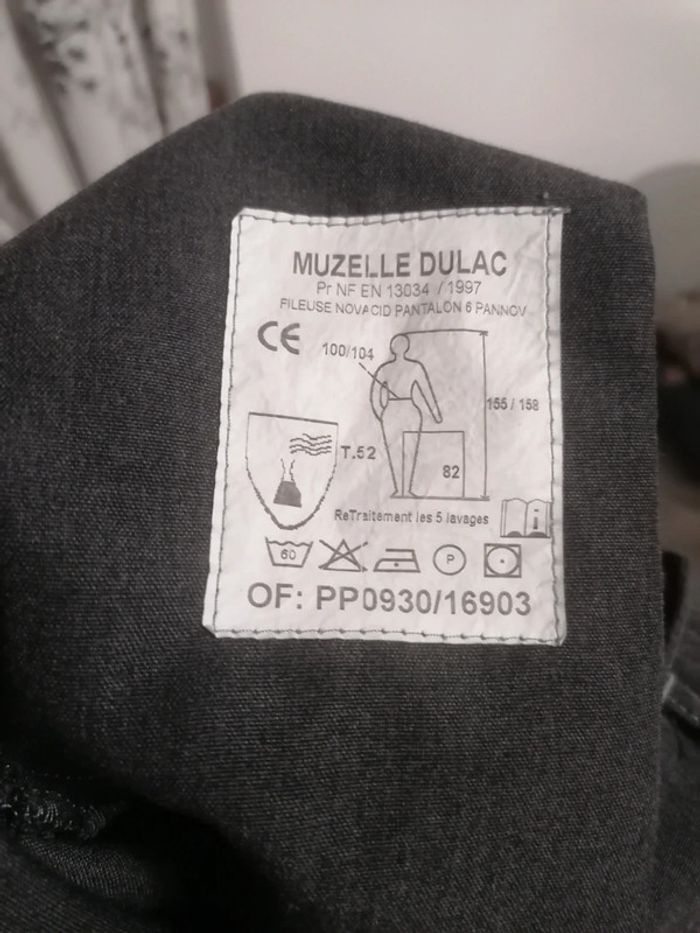 MUZELLE DULAC
Pr NF EN 13034 / 1997
FILEUSE NOVACID PANTALON 6 PANNOV
CE
100/104
155 / 158
T.52
82
ReTraitement les 5 lavages
i
60
P
OF: PP0930/16903